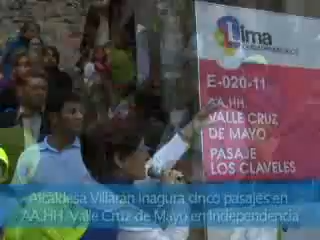 lima
E-020-11
AA.HH.
VALLE CRUZ
DE MAYO
PASAJE
LOS CLAVELES
Alcaldesa Villarán inagura cinco pasajes en
AA.HH. Valle Cruz de Mayo en Independencia